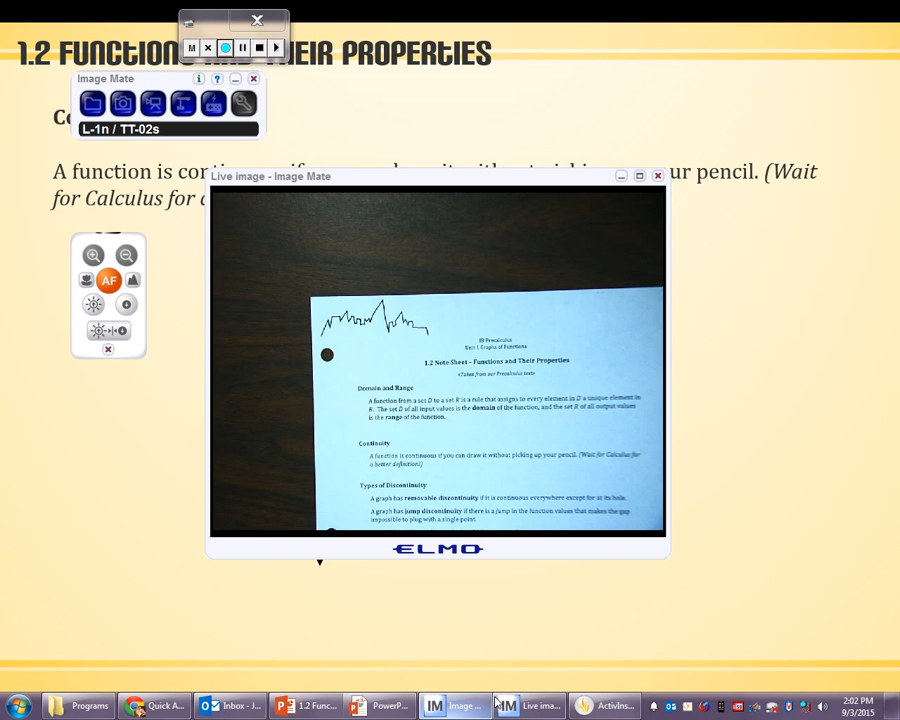 1.2 FUNCTION THEIR PROPERTIES
Image Mate
L-1n / TT-02s
A function is ur pencil. (Wait
for Calculus for
Live image - Image Mate
AF
IB Precalculus
Unit 1 Graphs of Functions
1.2 Note Sheet – Functions and Their Properties
<Taken from our Precalculus text>
Domain and Range
A function from a set D to a set R is a rule that assigns to every element in D a unique element in
R. The set D of all input values is the domain of the function, and the set R of all output values
is the range of the function.
Continuity
A function is continuous if you can draw it without picking up your pencil. (Wait for Calculus for
a better definition!)
Types of Discontinuity
A graph has removable discontinuity if it is continuous everywhere except for at its hole.
A graph has jump discontinuity if there is a jump in the function values that makes the gap
impossible to plug with a single point.
ELMO
Programs
Quick A...
Inbox - J...
1.2 Func...
PowerP...
IM Image ...
IM Live ima...
ActivIns...
2:02 PM
9/3/2015